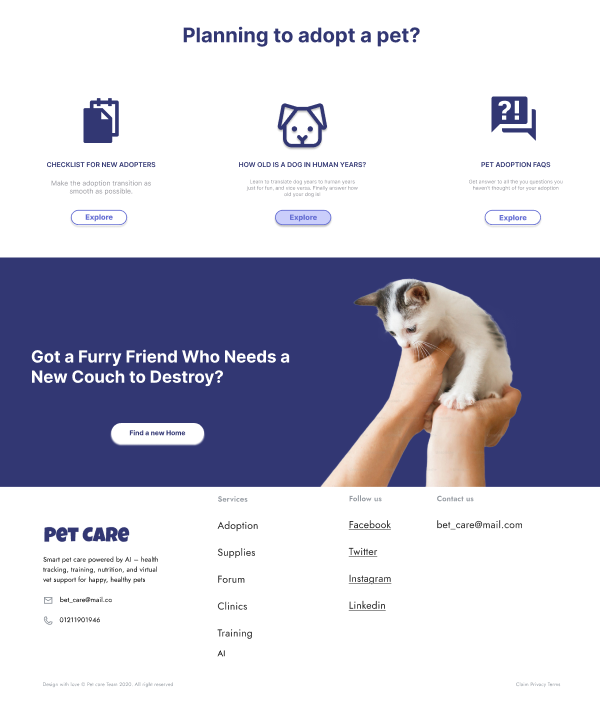 Planning to adopt a pet?
?!
CHECKLIST FOR NEW ADOPTERS
Make the adoption transition as
smooth as possible.
Explore
HOW OLD IS A DOG IN HUMAN YEARS?
Learn to translate dog years to human years
just for fun, and vice versa. Finally answer how
old your dog is!
Explore
PET ADOPTION FAQS
Get answer to all the you questions you
haven't thought of for your adoption
Explore
Got a Furry Friend Who Needs a
New Couch to Destroy?
Find a new Home
Pet Care
Smart pet care powered by AI – health
tracking, training, nutrition, and virtual
vet support for happy, healthy pets
bet_care@mail.co
01211901946
Services
Adoption
Supplies
Forum
Clinics
Training
AI
Follow us
Facebook
Twitter
Instagram
Linkedin
Contact us
bet_care@mail.com
Design with love © Pet care Team 2020. All right reserved
Privacy Terms